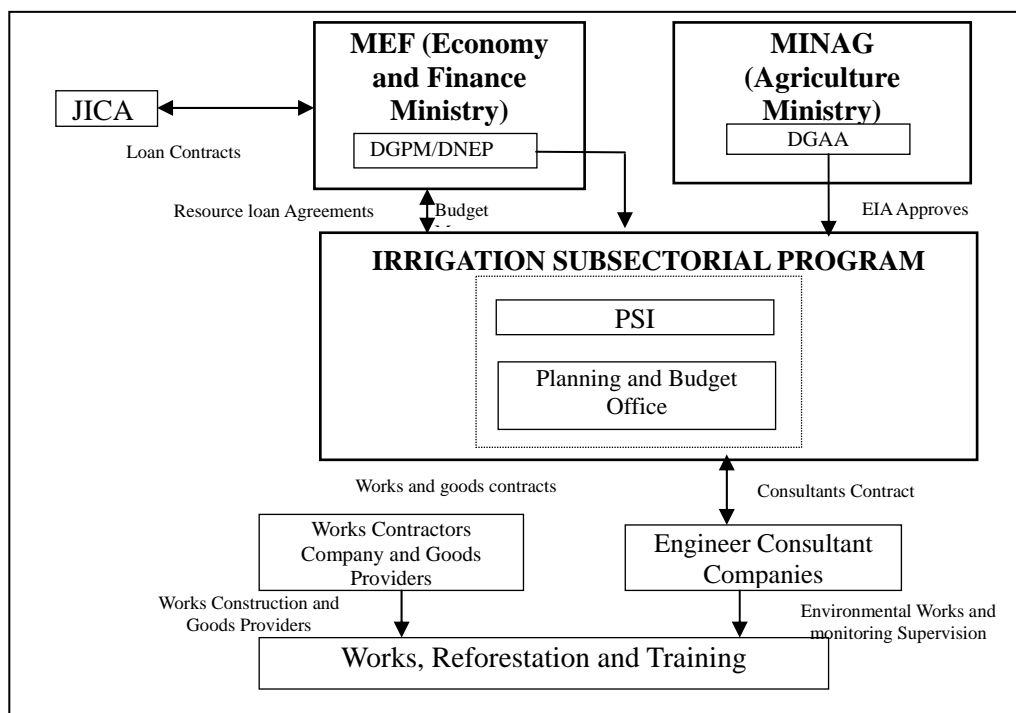 MEF (Economy
and Finance
Ministry)
DGPM/DNEP
MINAG
(Agriculture
Ministry)
DGAA
JICA
Loan Contracts
Resource loan Agreements
Budget
EIA Approves
IRRIGATION SUBSECTORIAL PROGRAM
PSI
Planning and Budget
Office
Works and goods contracts
Consultants Contract
Works Contractors
Company and Goods
Providers
Engineer Consultant
Companies
Works Construction and
Goods Providers
Environmental Works and
monitoring Supervision
Works, Reforestation and Training